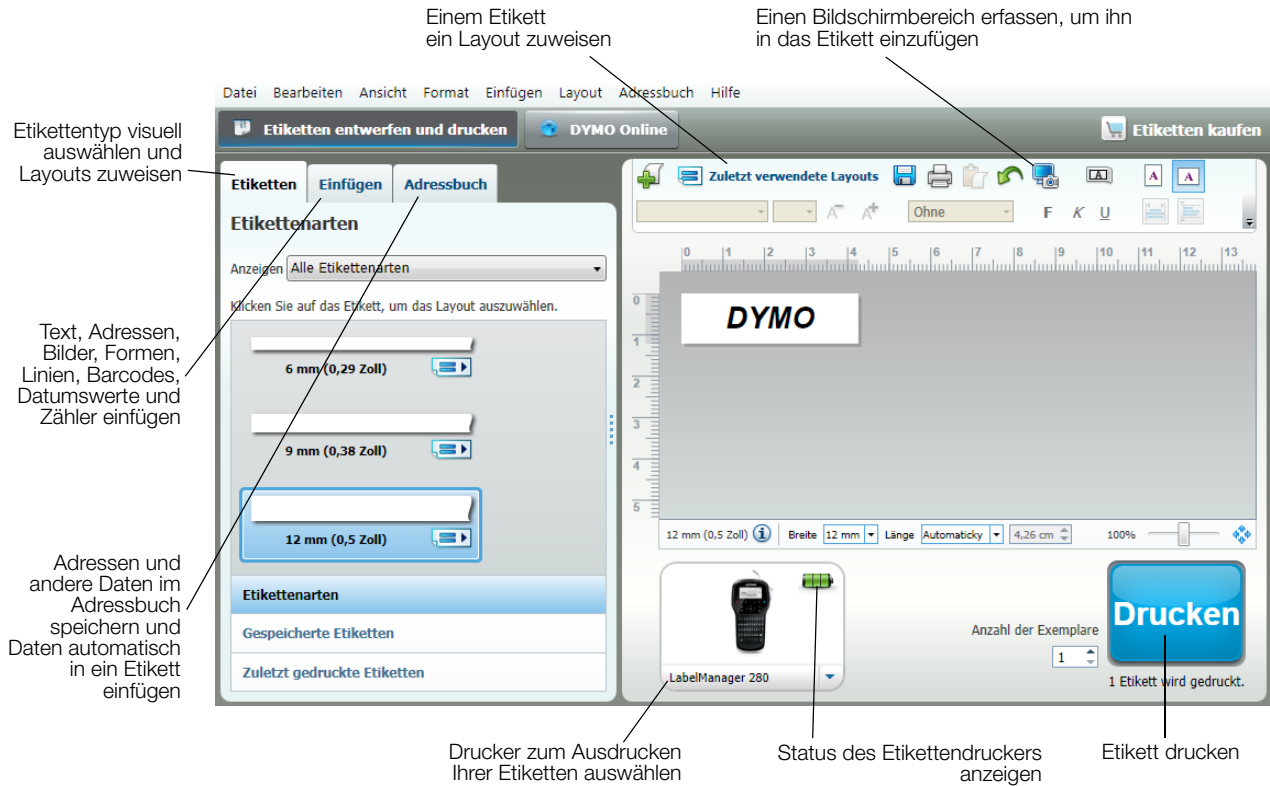 Einem Etikett
ein Layout zuweisen
Einen Bildschirmbereich erfassen, um ihn
in das Etikett einzufügen
Datei Bearbeiten Ansicht Format Einfügen Layout Adressbuch Hilfe
Etiketten entwerfen und drucken DYMO Online Etiketten kaufen
Etikettentyp visuell
auswählen und
Layouts zuweisen
Etiketten Einfügen Adressbuch
Zuletzt verwendete Layouts A A A
A A Ohne F K U
Etikettenarten
Anzeigen Alle Etikettenarten
Klicken Sie auf das Etikett, um das Layout auszuwählen.
0 1 2 3 4 5 6 7 8 9 10 11 12 13
0
1
2
3
4
5
DYMO
6 mm (0,29 Zoll)
9 mm (0,38 Zoll)
12 mm (0,5 Zoll)
Text, Adressen,
Bilder, Formen,
Linien, Barcodes,
Datumswerte und
Zähler einfügen
12 mm (0,5 Zoll) i Breite 12 mm Länge Automaticky 4,26 cm 100%
Adressen und
andere Daten im
Adressbuch
speichern und
Daten automatisch
in ein Etikett
einfügen
Etikettenarten
Gespeicherte Etiketten
Zuletzt gedruckte Etiketten
LabelManager 280
Anzahl der Exemplare
1
Drucken
1 Etikett wird gedruckt.
Drucker zum Ausdrucken
Ihrer Etiketten auswählen
Status des Etikettendruckers
anzeigen
Etikett drucken